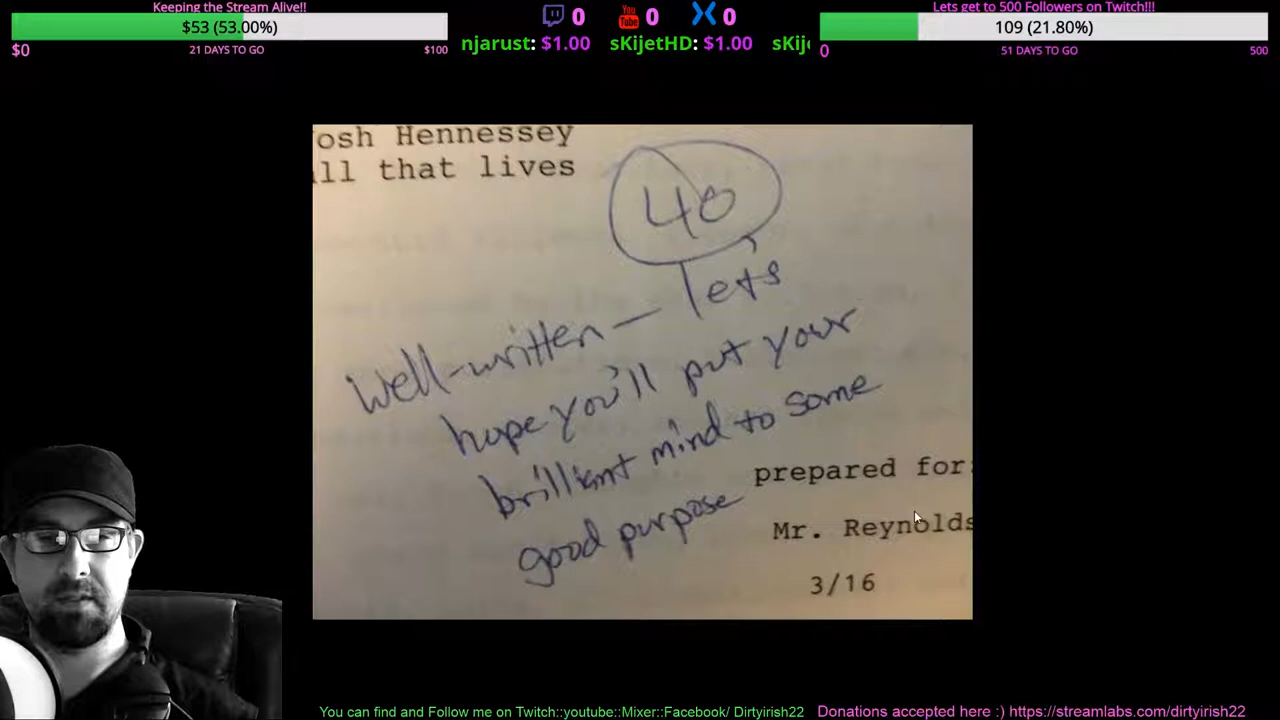 Keeping the Stream Alive!!
$53 (53.00%)
$0
21 DAYS TO GO
$100
0
You Tube
0
0
njarust: $1.00 sKijetHD: $1.00 sKij
Lets get to 500 Followers on Twitch!!!
109 (21.80%)
0
51 DAYS TO GO
500
osh Hennessey
ll that lives
40
well-written — let's
hope you'll put your
brilliant mind to some
good purpose
prepared for:
Mr. Reynolds
3/16
You can find and Follow me on Twitch::youtube::Mixer::Facebook/ Dirtyirish22
Donations accepted here :) https://streamlabs.com/dirtyirish22